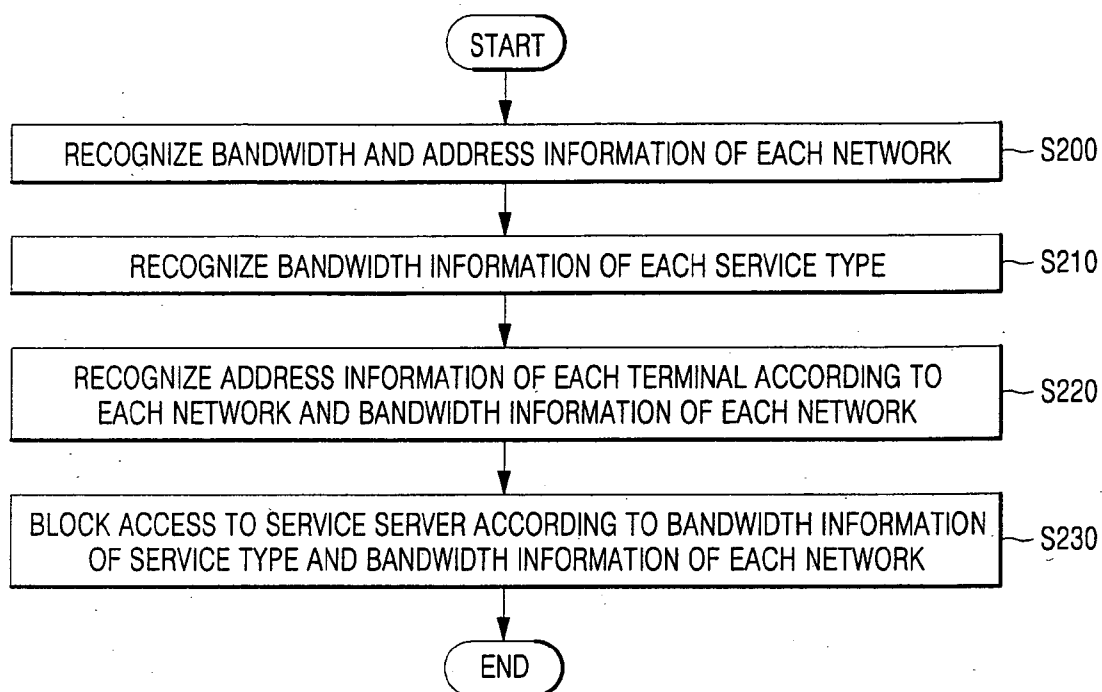 START
RECOGNIZE BANDWIDTH AND ADDRESS INFORMATION OF EACH NETWORK
S200
RECOGNIZE BANDWIDTH INFORMATION OF EACH SERVICE TYPE
S210
RECOGNIZE ADDRESS INFORMATION OF EACH TERMINAL ACCORDING TO
EACH NETWORK AND BANDWIDTH INFORMATION OF EACH NETWORK
S220
BLOCK ACCESS TO SERVICE SERVER ACCORDING TO BANDWIDTH INFORMATION
OF SERVICE TYPE AND BANDWIDTH INFORMATION OF EACH NETWORK
S230
END